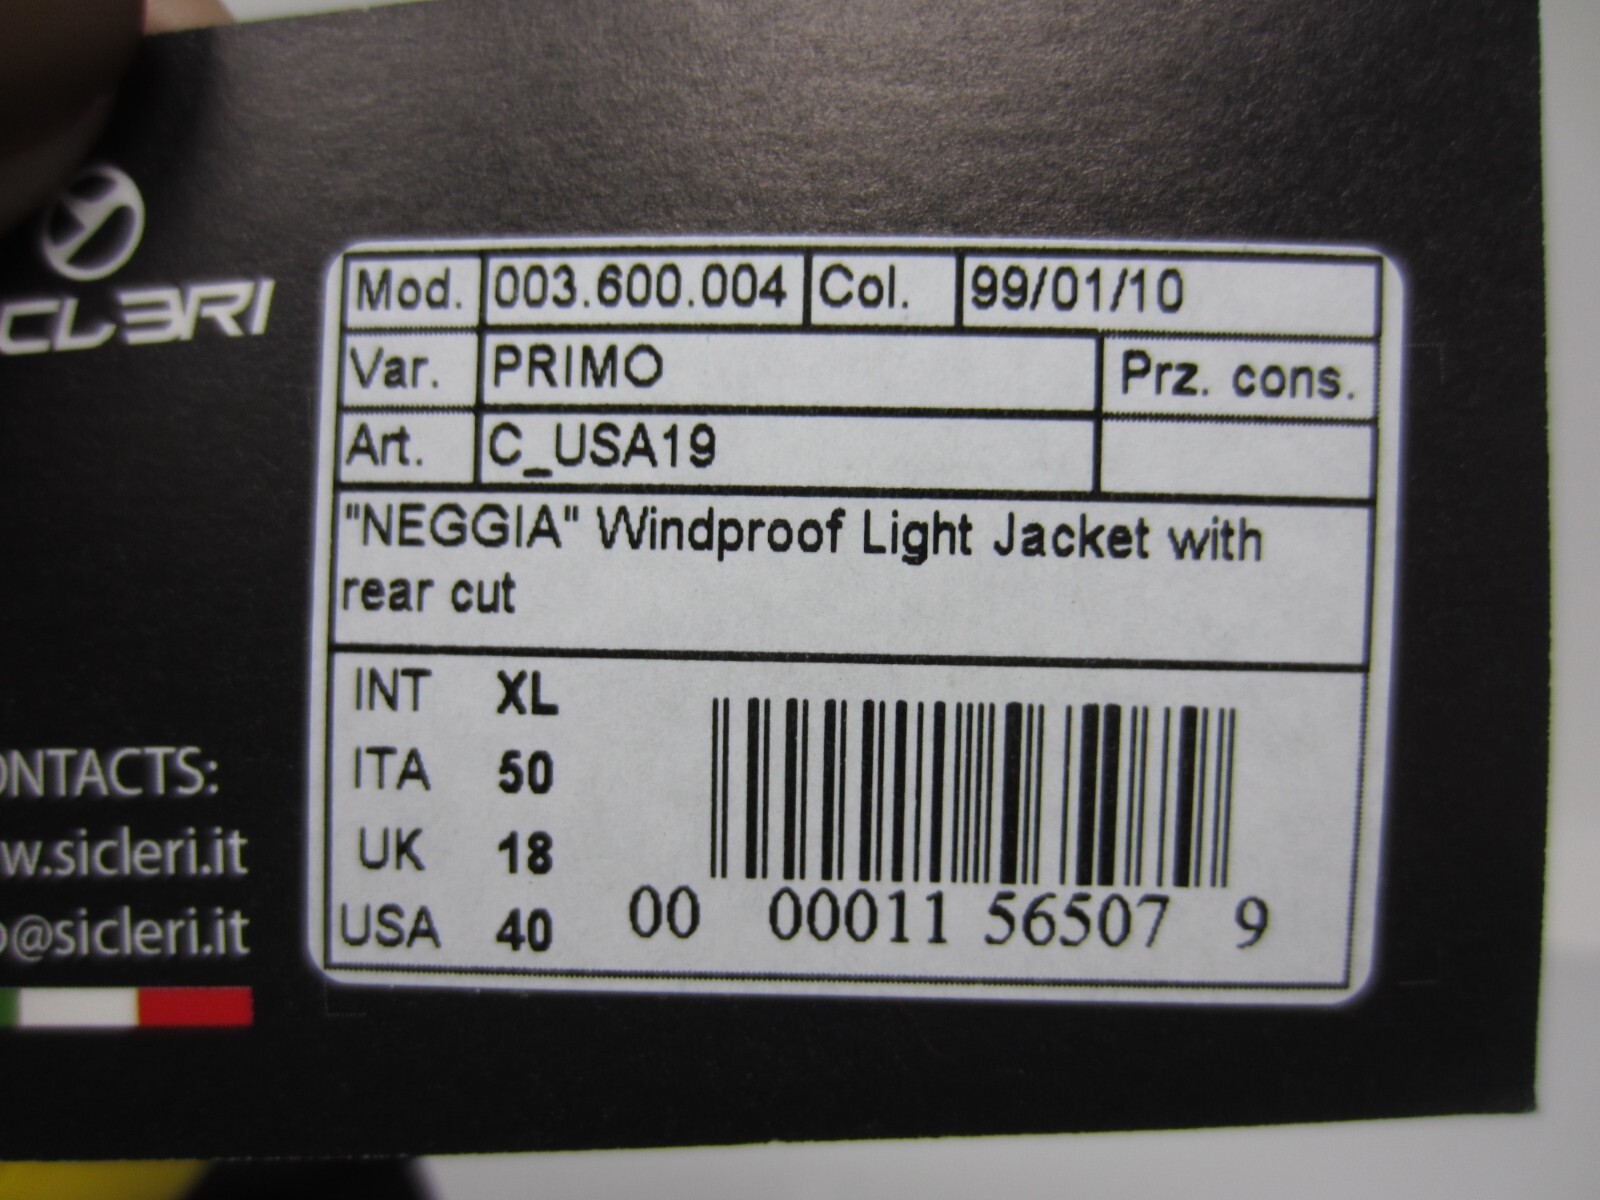 CLERI
Mod. 003.600.004 Col. 99/01/10
Var. PRIMO Prz. cons.
Art. C_USA19
"NEGGIA" Windproof Light Jacket with
rear cut
INT XL
ITA 50
UK 18
USA 40
00 00011 56507 9
ONTACTS:
w.sicleri.it
o@sicleri.it